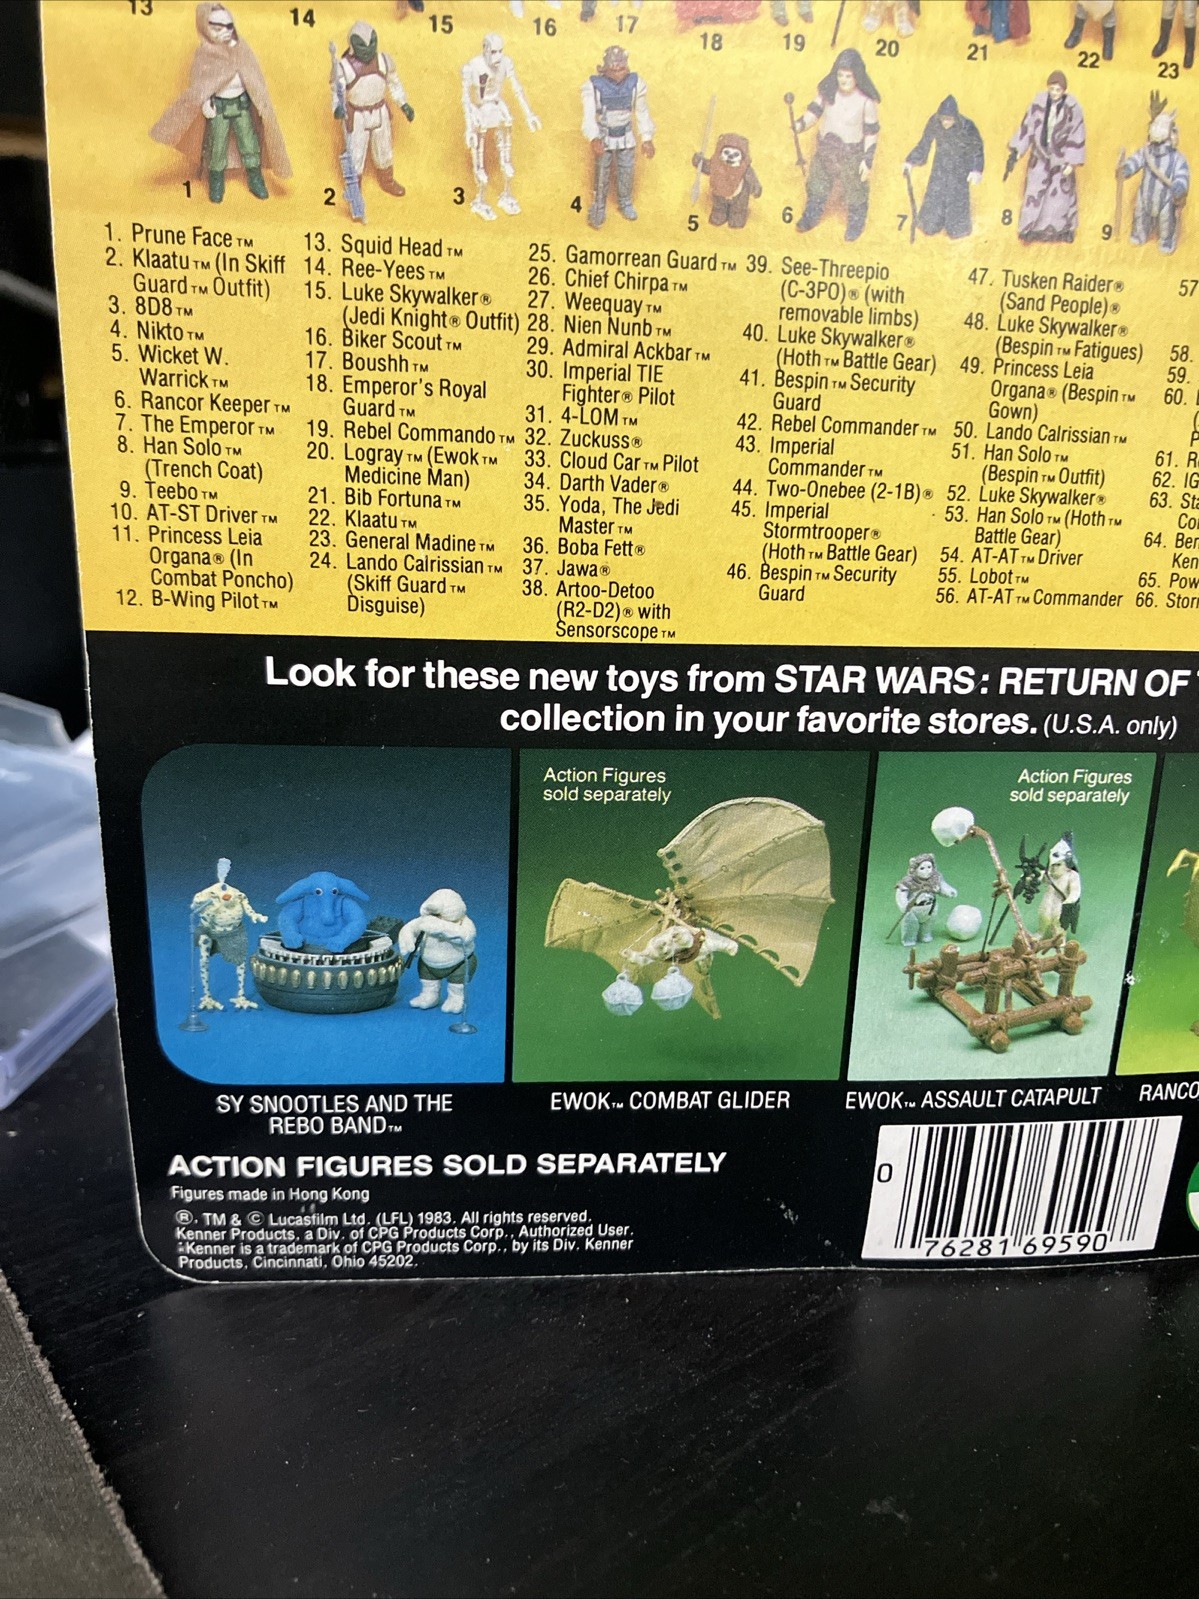 13
14
15
16
17
18
19
20
21
22
23
1
2
3
4
5
6
7
8
9
1. Prune Face™
2. Klaatu™ (In Skiff
Guard™ Outfit)
3. 8D8™
4. Nikto™
5. Wicket W.
Warrick™
6. Rancor Keeper™
7. The Emperor™
8. Han Solo™
(Trench Coat)
9. Teebo™
10. AT-ST Driver™
11. Princess Leia
Organa® (In
Combat Poncho)
12. B-Wing Pilot™
13. Squid Head™
14. Ree-Yees™
15. Luke Skywalker®
(Jedi Knight® Outfit)
16. Biker Scout™
17. Boushh™
18. Emperor's Royal
Guard™
19. Rebel Commando™
20. Logray™ (Ewok™
Medicine Man)
21. Bib Fortuna™
22. Klaatu™
23. General Madine™
24. Lando Calrissian™
(Skiff Guard™
Disguise)
25. Gamorrean Guard™
26. Chief Chirpa™
27. Weequay™
28. Nien Nunb™
29. Admiral Ackbar™
30. Imperial TIE
Fighter® Pilot
31. 4-LOM™
32. Zuckuss®
33. Cloud Car™ Pilot
34. Darth Vader®
35. Yoda, The Jedi
Master™
36. Boba Fett®
37. Jawa®
38. Artoo-Detoo
(R2-D2)® with
Sensorscope™
39. See-Threepio
(C-3PO)® (with
removable limbs)
40. Luke Skywalker®
(Hoth™ Battle Gear)
41. Bespin™ Security
Guard
42. Rebel Commander™
43. Imperial
Commander™
44. Two-Onebee (2-1B)®
45. Imperial
Stormtrooper®
(Hoth™ Battle Gear)
46. Bespin™ Security
Guard
47. Tusken Raider®
(Sand People)®
48. Luke Skywalker®
(Bespin™ Fatigues)
49. Princess Leia
Organa® (Bespin™
Gown)
50. Lando Calrissian™
51. Han Solo™
(Bespin™ Outfit)
52. Luke Skywalker®
53. Han Solo™ (Hoth™
Battle Gear)
54. AT-AT™ Driver
55. Lobot™
56. AT-AT™ Commander
57
58.
59.
60.
61. R
62. IG
63. Sta
Co
64. Ben
Ken
65. Pow
66. Storm
Look for these new toys from STAR WARS: RETURN OF
collection in your favorite stores. (U.S.A. only)
Action Figures
sold separately
Action Figures
sold separately
SY SNOOTLES AND THE
REBO BAND™
EWOK™ COMBAT GLIDER
EWOK™ ASSAULT CATAPULT
RANCO
ACTION FIGURES SOLD SEPARATELY
Figures made in Hong Kong
®, TM & © Lucasfilm Ltd. (LFL) 1983. All rights reserved.
Kenner Products, a Div. of CPG Products Corp., Authorized User.
Kenner is a trademark of CPG Products Corp., by its Div. Kenner
Products, Cincinnati, Ohio 45202.
0 76281 69590